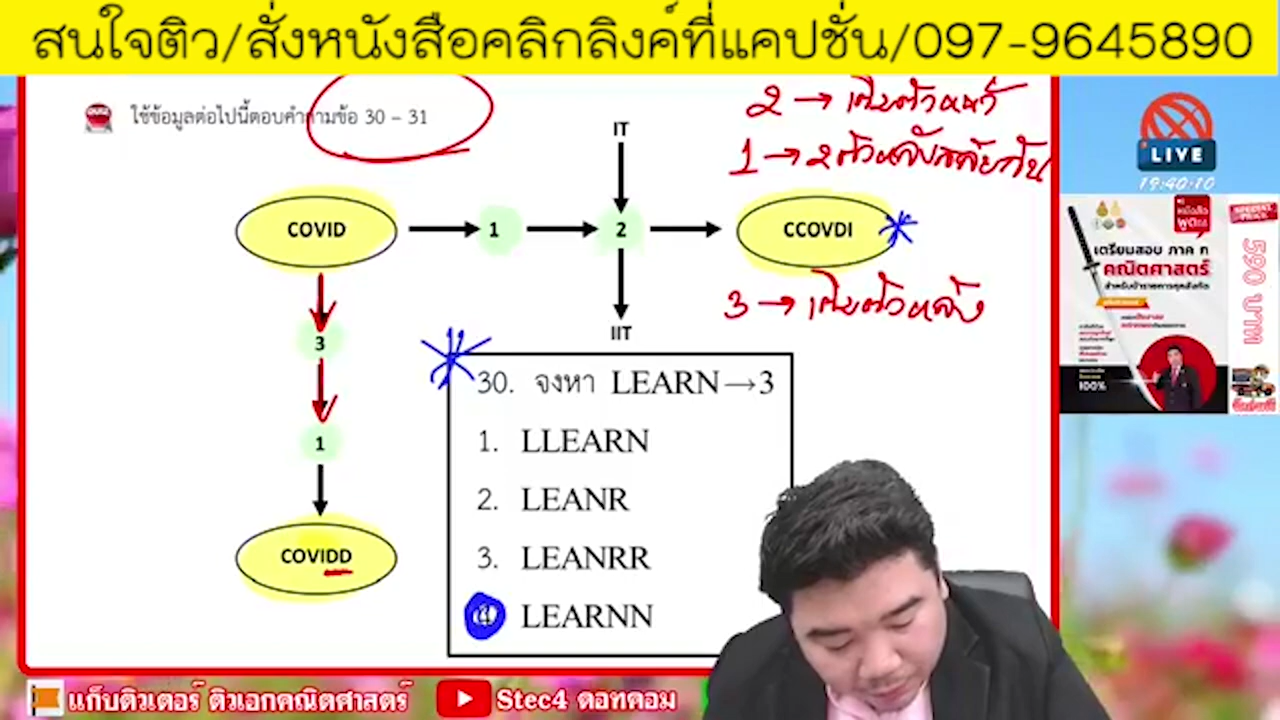 สนใจติว/สั่งหนังสือคลิกลิงค์ที่แคปชั่น/097-9645890
ใช้ข้อมูลต่อไปนี้ตอบคำถามข้อ 30 – 31
2 → เติมตัวหน้า
1 → 2 ตัวหลังสลับกัน
3 → เติมตัวหลัง
IT
COVID
1
2
CCOVDI
IIT
3
1
COVIDD
30. จงหา LEARN→3
1. LLEARN
2. LEANR
3. LEANRR
4 LEARNN
LIVE
19:40:10
เตรียมสอบ ภาค ก
คณิตศาสตร์
100%
590 บาท
แก็บติวเตอร์ ติวเอกคณิตศาสตร์
Stec4 ดอทคอม